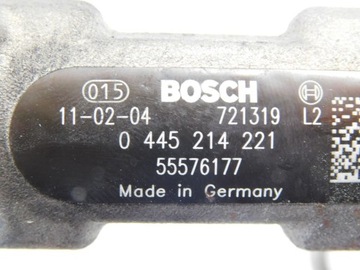 015 BOSCH
11-02-04 721319 L2
0 445 214 221
55576177
Made in Germany